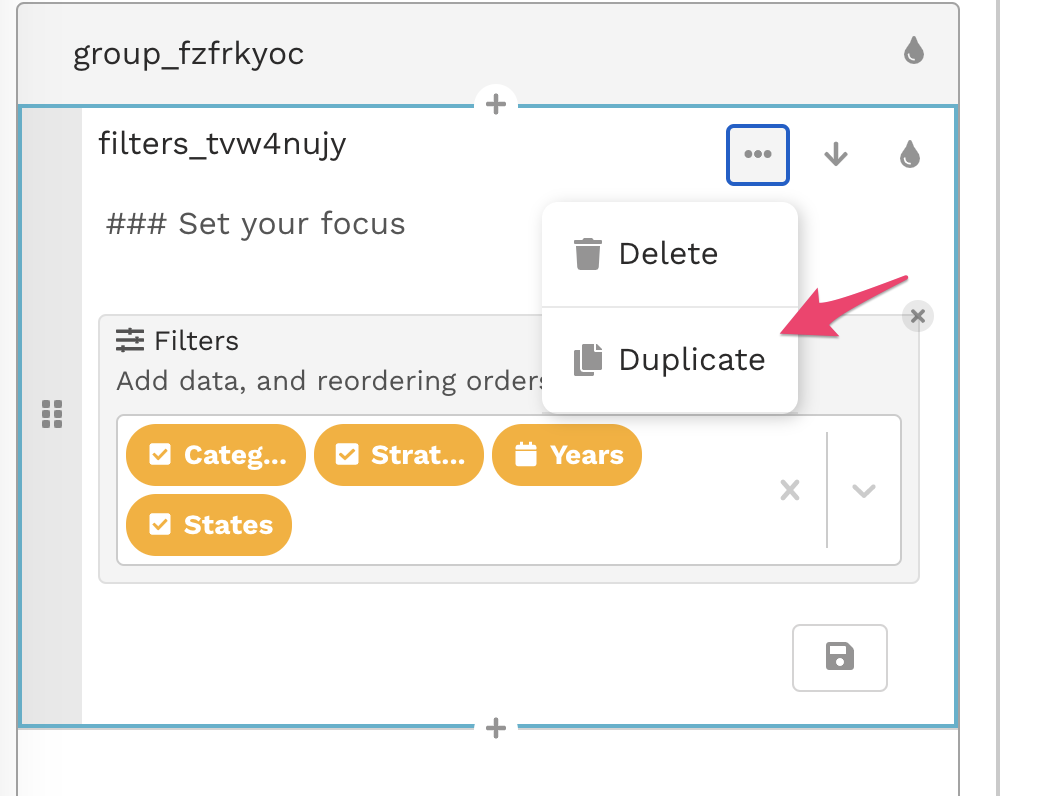 group_fzfrkyoc
filters_tvw4nujy
### Set your focus
Delete
Duplicate
Filters
Add data, and reordering orders
Categ...
Strat...
Years
States